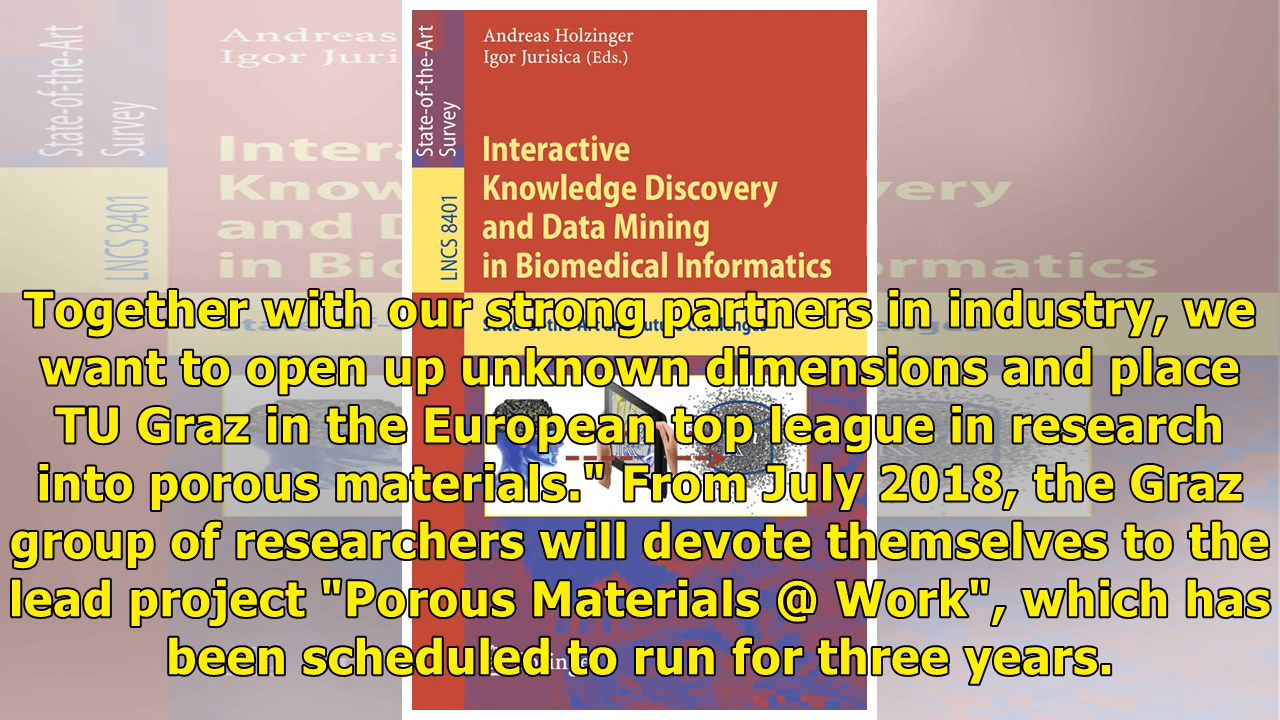 Andreas Holzinger
Igor Jurisica (Eds.)
State-of-the-Art
Survey
LNCS 8401
Interactive
Knowledge Discovery
and Data Mining
in Biomedical Informatics
Together with our strong partners in industry, we
want to open up unknown dimensions and place
TU Graz in the European top league in research
into porous materials." From July 2018, the Graz
group of researchers will devote themselves to the
lead project "Porous Materials @ Work", which has
been scheduled to run for three years.